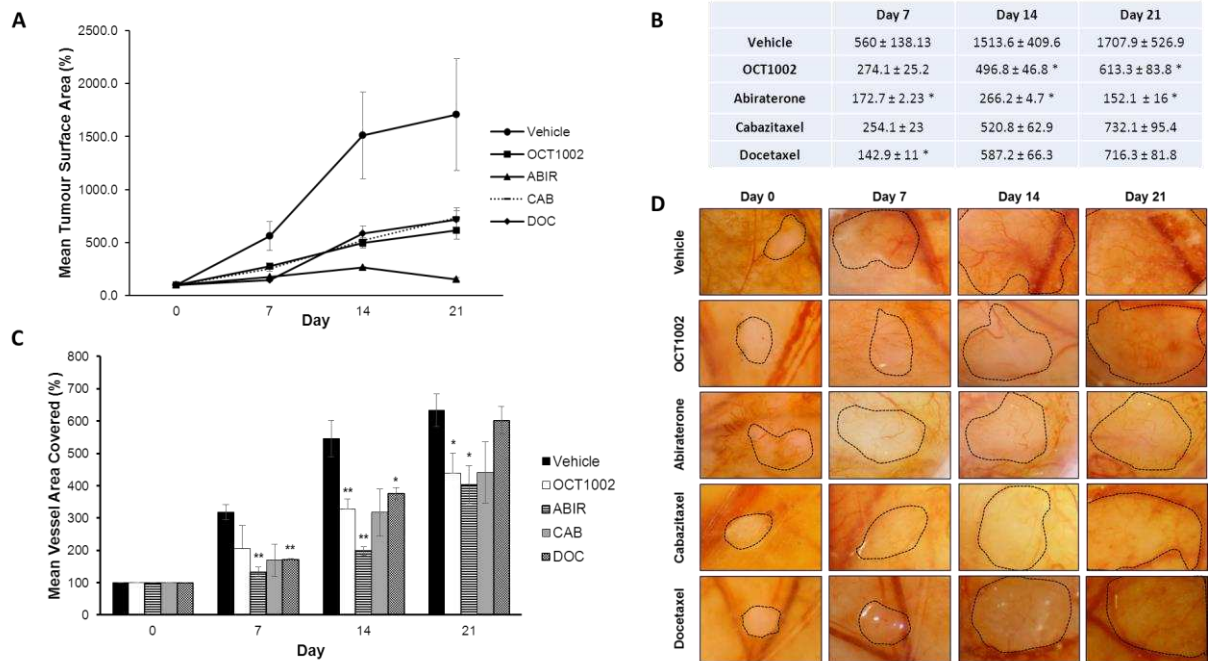 A
Mean Tumour Surface Area (%)
2500.0
2000.0
1500.0
1000.0
500.0
0.0
0 7 14 21
Day
Vehicle
OCT1002
ABIR
CAB
DOC
B
Day 7 Day 14 Day 21
Vehicle 560 ± 138.13 1513.6 ± 409.6 1707.9 ± 526.9
OCT1002 274.1 ± 25.2 496.8 ± 46.8 * 613.3 ± 83.8 *
Abiraterone 172.7 ± 2.23 * 266.2 ± 4.7 * 152.1 ± 16 *
Cabazitaxel 254.1 ± 23 520.8 ± 62.9 732.1 ± 95.4
Docetaxel 142.9 ± 11 * 587.2 ± 66.3 716.3 ± 81.8
C
Mean Vessel Area Covered (%)
800
700
600
500
400
300
200
100
0
** **
** ** *
* *
0 7 14 21
Day
Vehicle
OCT1002
ABIR
CAB
DOC
D
Day 0 Day 7 Day 14 Day 21
Vehicle
OCT1002
Abiraterone
Cabazitaxel
Docetaxel